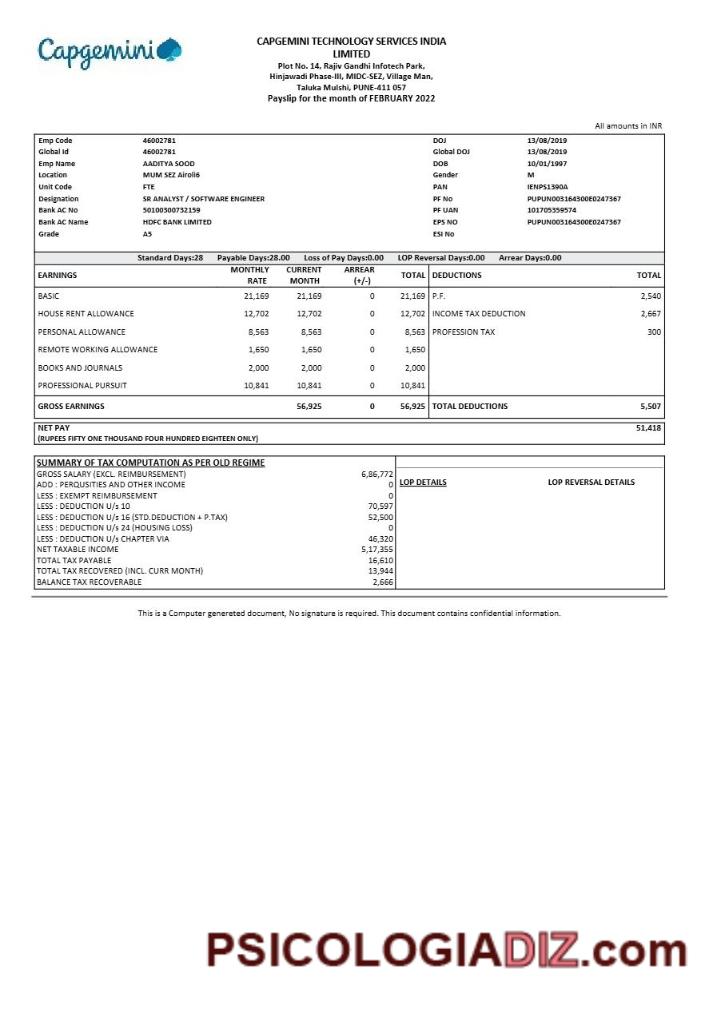 Capgemini
CAPGEMINI TECHNOLOGY SERVICES INDIA
LIMITED
Plot No. 14, Rajiv Gandhi Infotech Park,
Hinjawadi Phase-III, MIDC-SEZ, Village Man,
Taluka Mulshi, PUNE-411 057
Payslip for the month of FEBRUARY 2022
All amounts in INR
Emp Code 46002781 DOJ 13/08/2019
Global Id 46002781 Global DOJ 13/08/2019
Emp Name AADITYA SOOD DOB 10/01/1997
Location MUM SEZ Airoli6 Gender M
Unit Code FTE PAN IENPS1390A
Designation SR ANALYST / SOFTWARE ENGINEER PF No PUPUN003164300E0247367
Bank AC No 50100300732159 PF UAN 101705359574
Bank AC Name HDFC BANK LIMITED EPS NO PUPUN003164300E0247367
Grade A5 ESI No
Standard Days:28 Payable Days:28.00 Loss of Pay Days:0.00 LOP Reversal Days:0.00 Arrear Days:0.00
EARNINGS MONTHLY RATE CURRENT MONTH ARREAR (+/-) TOTAL DEDUCTIONS TOTAL
BASIC 21,169 21,169 0 21,169 P.F. 2,540
HOUSE RENT ALLOWANCE 12,702 12,702 0 12,702 INCOME TAX DEDUCTION 2,667
PERSONAL ALLOWANCE 8,563 8,563 0 8,563 PROFESSION TAX 300
REMOTE WORKING ALLOWANCE 1,650 1,650 0 1,650
BOOKS AND JOURNALS 2,000 2,000 0 2,000
PROFESSIONAL PURSUIT 10,841 10,841 0 10,841
GROSS EARNINGS 56,925 0 56,925 TOTAL DEDUCTIONS 5,507
NET PAY 51,418
(RUPEES FIFTY ONE THOUSAND FOUR HUNDRED EIGHTEEN ONLY)
SUMMARY OF TAX COMPUTATION AS PER OLD REGIME
GROSS SALARY (EXCL. REIMBURSEMENT) 6,86,772
ADD : PERQUSITIES AND OTHER INCOME 0 LOP DETAILS LOP REVERSAL DETAILS
LESS : EXEMPT REIMBURSEMENT 0
LESS : DEDUCTION U/s 10 70,597
LESS : DEDUCTION U/s 16 (STD.DEDUCTION + P.TAX) 52,500
LESS : DEDUCTION U/s 24 (HOUSING LOSS) 0
LESS : DEDUCTION U/s CHAPTER VIA 46,320
NET TAXABLE INCOME 5,17,355
TOTAL TAX PAYABLE 16,610
TOTAL TAX RECOVERED (INCL. CURR MONTH) 13,944
BALANCE TAX RECOVERABLE 2,666
This is a Computer genereted document, No signature is required. This document contains confidential information.
PSICOLOGIADIZ.com